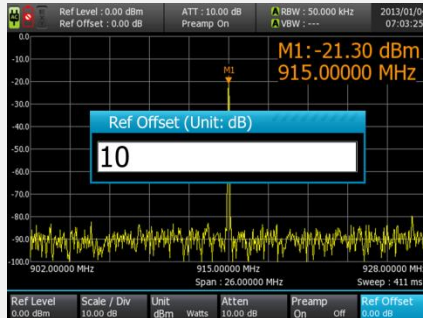 Ref Level : 0.00 dBm ATT : 10.00 dB RBW : 50.000 kHz 2013/01/0
Ref Offset : 0.00 dB Preamp On VBW : --- 07:03:25
0.0
M1:-21.30 dBm
915.00000 MHz
-10.0
M1
-20.0
-30.0
-40.0
Ref Offset (Unit: dB)
10
-50.0
-60.0
-70.0
-80.0
-90.0
-100.0
902.00000 MHz 915.00000 MHz 928.00000 MH
Span : 26.00000 MHz Sweep : 411 ms
Ref Level Scale / Div Unit Atten Preamp Ref Offset
0.00 dBm 10.00 dB dBm Watts 10.00 dB On Off 0.00 dB